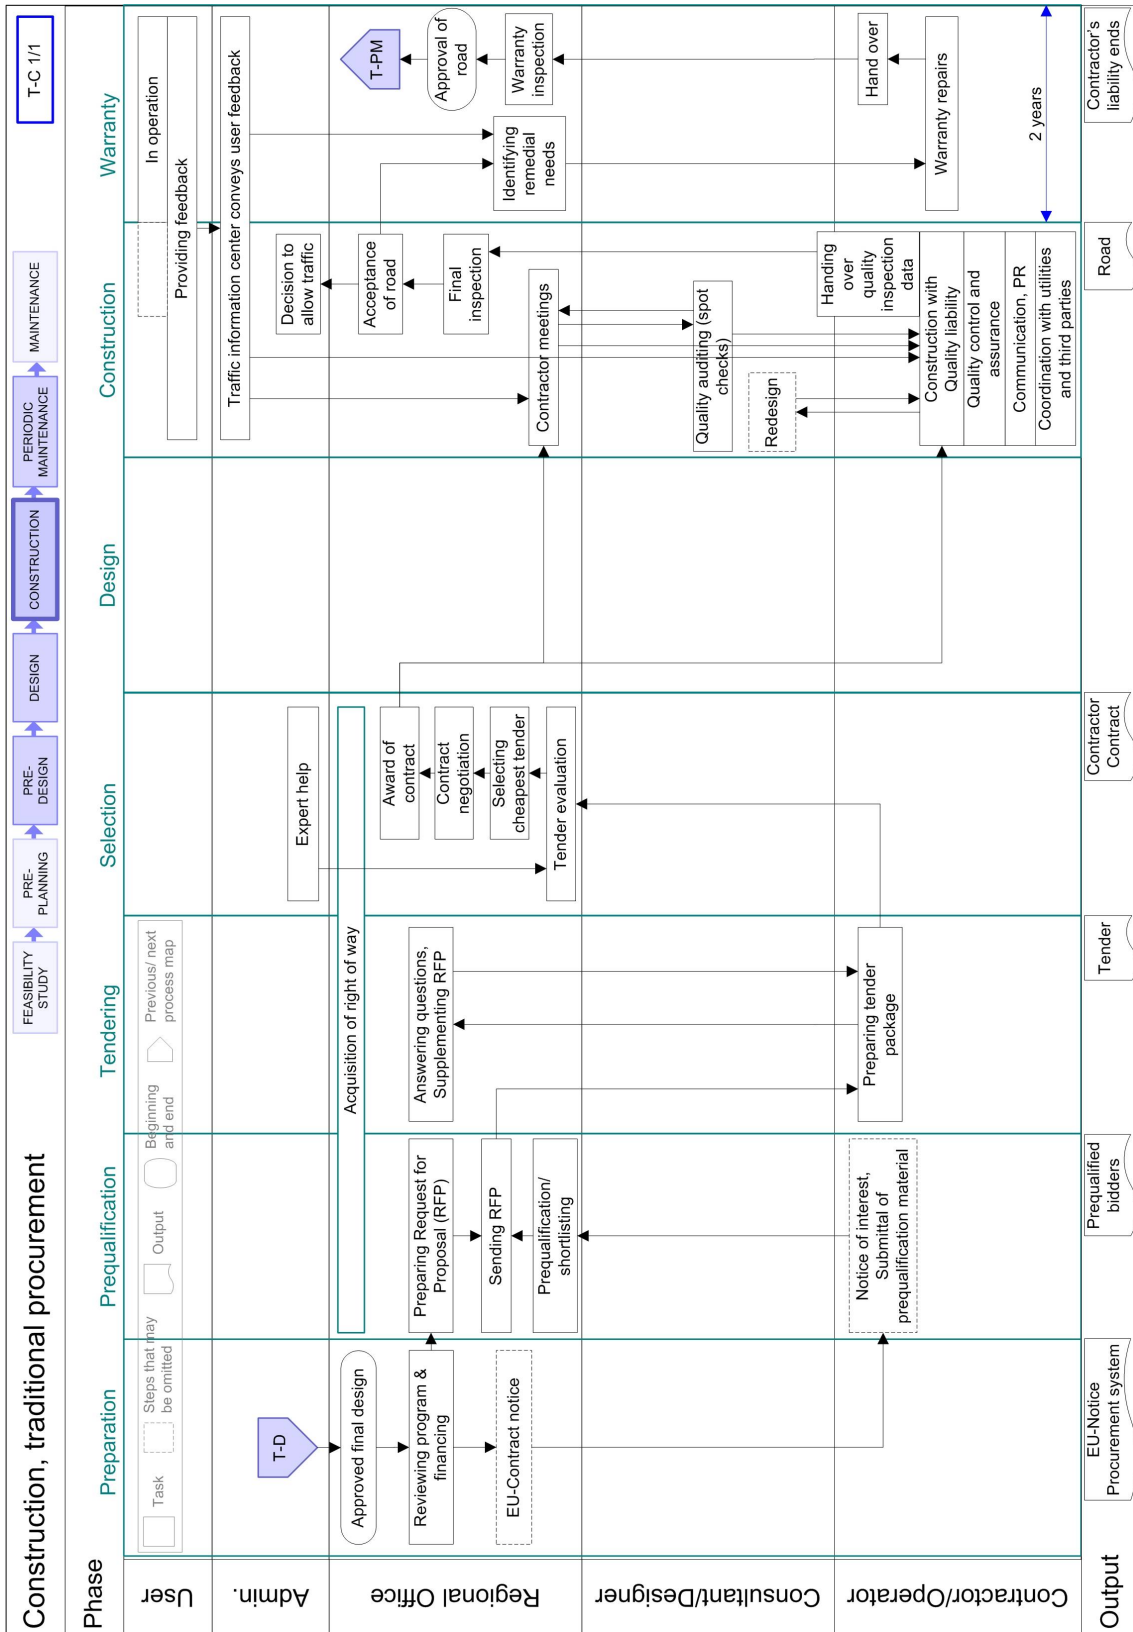 Construction, traditional procurement
FEASIBILITY
STUDY
PRE-
PLANNING
PRE-
DESIGN
DESIGN
CONSTRUCTION
PERIODIC
MAINTENANCE
MAINTENANCE
T-C 1/1
Phase
Preparation
Prequalification
Tendering
Selection
Design
Construction
Warranty
User
Task
Steps that may
be omitted
Output
Beginning
and end
Previous/ next
process map
In operation
Providing feedback
Admin.
T-D
Expert help
Traffic information center conveys user feedback
Decision to
allow traffic
Regional Office
Approved final design
Reviewing program &
financing
EU-Contract notice
Acquisition of right of way
Preparing Request for
Proposal (RFP)
Sending RFP
Prequalification/
shortlisting
Answering questions,
Supplementing RFP
Award of
contract
Contract
negotiation
Selecting
cheapest tender
Tender evaluation
Acceptance
of road
Final
inspection
Contractor meetings
T-PM
Approval of
road
Warranty
inspection
Identifying
remedial
needs
Consultant/Designer
Quality auditing (spot
checks)
Redesign
Contractor/Operator
Notice of interest,
Submittal of
prequalification material
Preparing tender
package
Handing
over
quality
inspection
data
Construction with
Quality liability
Quality control and
assurance
Communication, PR
Coordination with utilities
and third parties
Hand over
Warranty repairs
2 years
Output
EU-Notice
Procurement system
Prequalified
bidders
Tender
Contractor
Contract
Road
Contractor's
liability ends